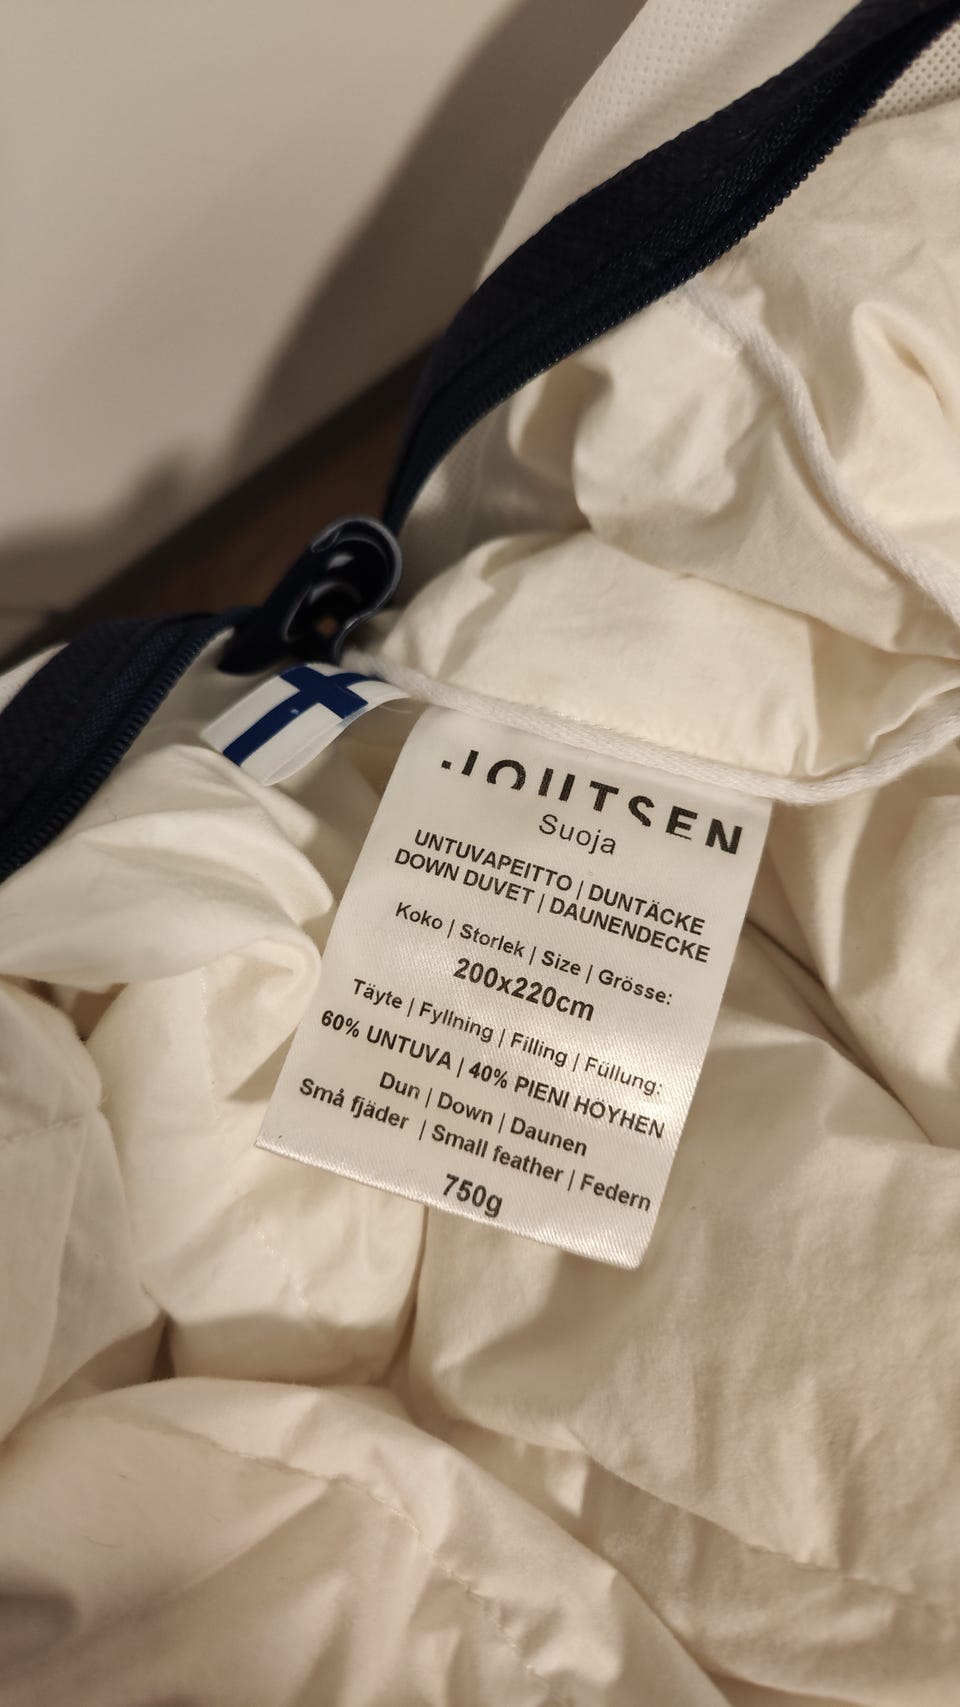 JOUTSEN
Suoja
UNTUVAPEITTO | DUNTÄCKE
DOWN DUVET | DAUNENDECKE
Koko | Storlek | Size | Grösse:
200x220cm
Täyte | Fyllning | Filling | Füllung:
60% UNTUVA | 40% PIENI HÖYHEN
Dun | Down | Daunen
Små fjäder | Small feather | Federn
750g